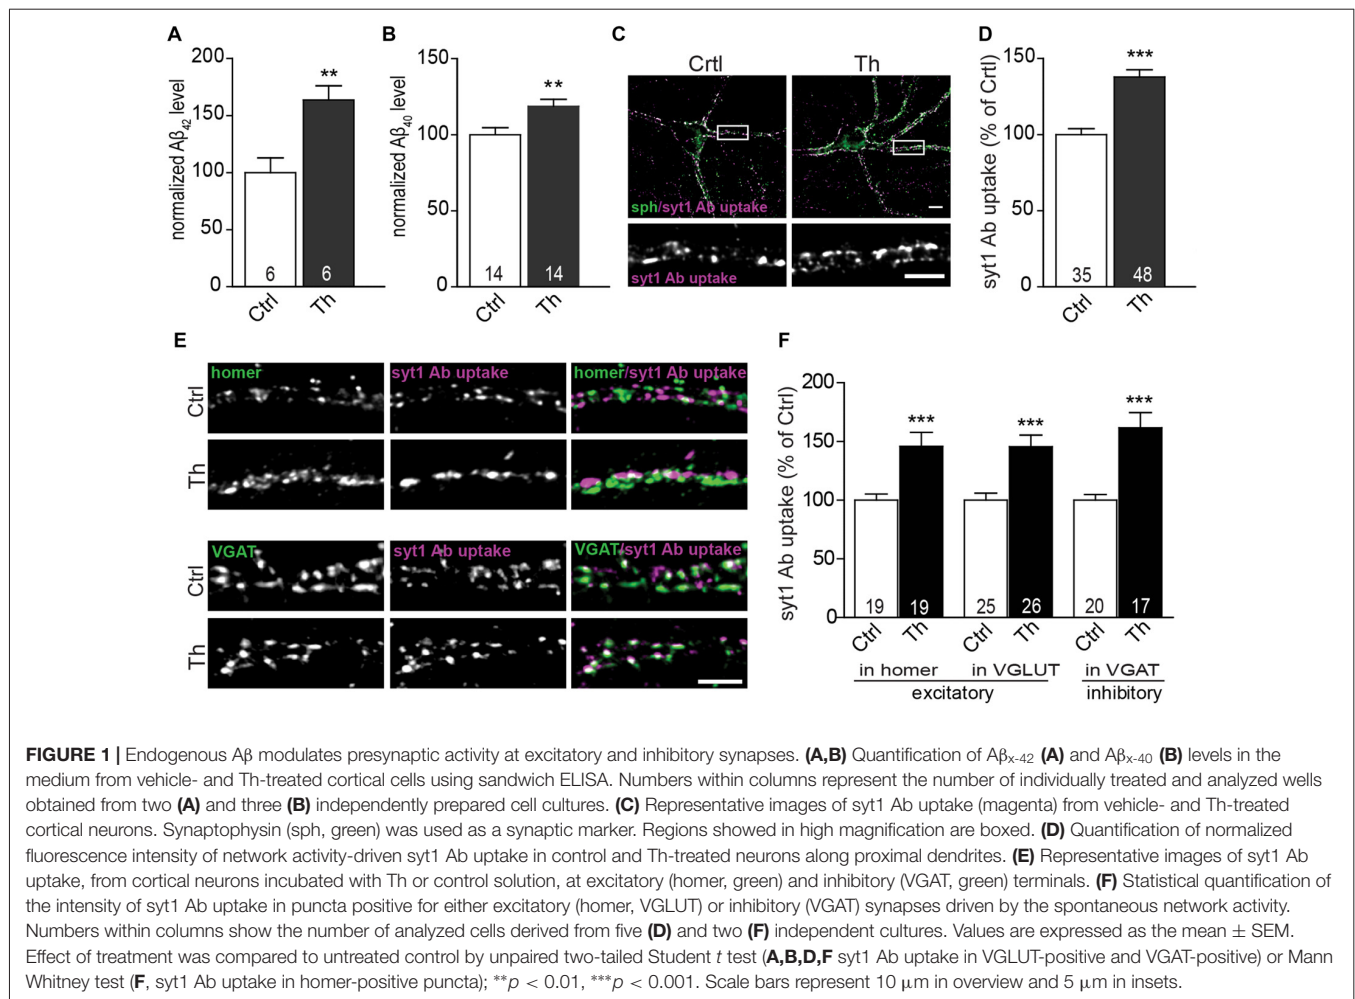 A
normalized Aβ42 level
200
150
100
50
0
**
6
6
Ctrl
Th
B
normalized Aβ40 level
150
100
50
0
**
14
14
Ctrl
Th
C
Crtl
Th
sph/syt1 Ab uptake
syt1 Ab uptake
D
syt1 Ab uptake (% of Crtl)
150
100
50
0
***
35
48
Ctrl
Th
E
Ctrl
homer
syt1 Ab uptake
homer/syt1 Ab uptake
Th
Ctrl
VGAT
syt1 Ab uptake
VGAT/syt1 Ab uptake
Th
F
syt1 Ab uptake (% of Ctrl)
200
150
100
50
0
***
***
***
19
19
25
26
20
17
Ctrl
Th
Ctrl
Th
Ctrl
Th
in homer
in VGLUT
in VGAT
excitatory
inhibitory
FIGURE 1 | Endogenous Aβ modulates presynaptic activity at excitatory and inhibitory synapses. (A,B) Quantification of Aβx-42 (A) and Aβx-40 (B) levels in the
medium from vehicle- and Th-treated cortical cells using sandwich ELISA. Numbers within columns represent the number of individually treated and analyzed wells
obtained from two (A) and three (B) independently prepared cell cultures. (C) Representative images of syt1 Ab uptake (magenta) from vehicle- and Th-treated
cortical neurons. Synaptophysin (sph, green) was used as a synaptic marker. Regions showed in high magnification are boxed. (D) Quantification of normalized
fluorescence intensity of network activity-driven syt1 Ab uptake in control and Th-treated neurons along proximal dendrites. (E) Representative images of syt1 Ab
uptake, from cortical neurons incubated with Th or control solution, at excitatory (homer, green) and inhibitory (VGAT, green) terminals. (F) Statistical quantification of
the intensity of syt1 Ab uptake in puncta positive for either excitatory (homer, VGLUT) or inhibitory (VGAT) synapses driven by the spontaneous network activity.
Numbers within columns show the number of analyzed cells derived from five (D) and two (F) independent cultures. Values are expressed as the mean ± SEM.
Effect of treatment was compared to untreated control by unpaired two-tailed Student t test (A,B,D,F syt1 Ab uptake in VGLUT-positive and VGAT-positive) or Mann
Whitney test (F, syt1 Ab uptake in homer-positive puncta); **p < 0.01, ***p < 0.001. Scale bars represent 10 μm in overview and 5 μm in insets.